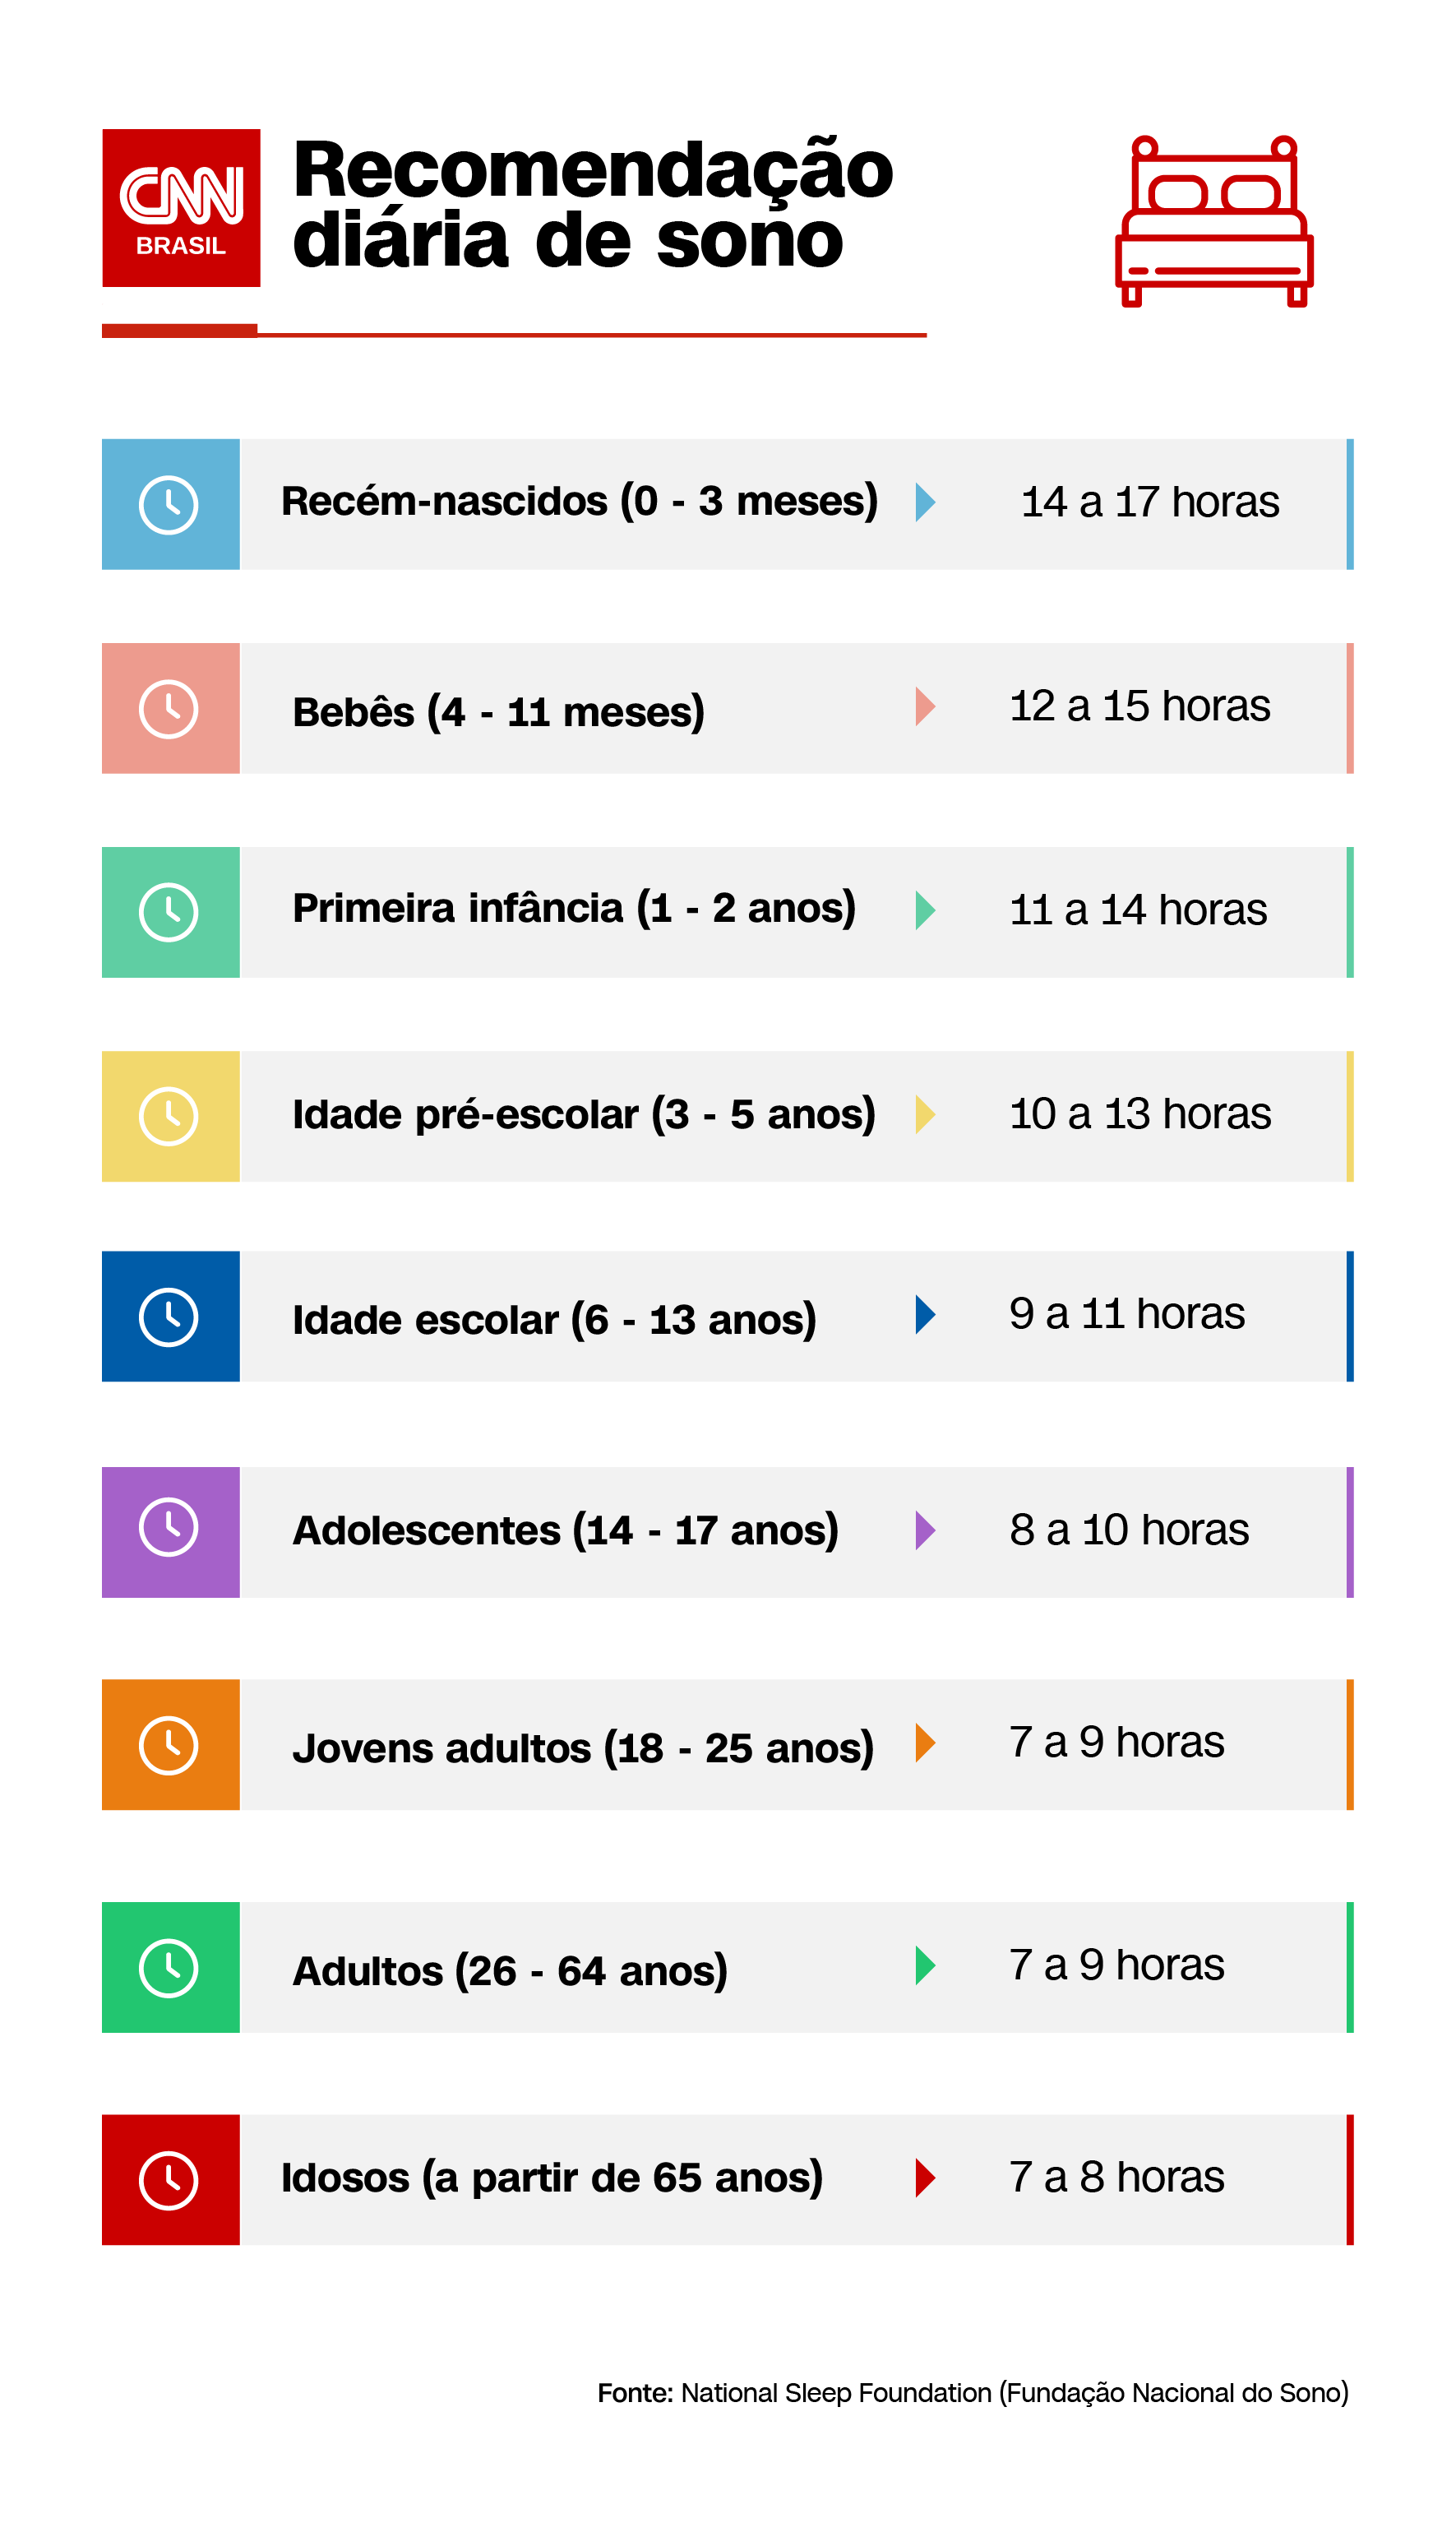 CNN
BRASIL
Recomendação
diária de sono
Recém-nascidos (0 - 3 meses) 14 a 17 horas
Bebês (4 - 11 meses) 12 a 15 horas
Primeira infância (1 - 2 anos) 11 a 14 horas
Idade pré-escolar (3 - 5 anos) 10 a 13 horas
Idade escolar (6 - 13 anos) 9 a 11 horas
Adolescentes (14 - 17 anos) 8 a 10 horas
Jovens adultos (18 - 25 anos) 7 a 9 horas
Adultos (26 - 64 anos) 7 a 9 horas
Idosos (a partir de 65 anos) 7 a 8 horas
Fonte: National Sleep Foundation (Fundação Nacional do Sono)